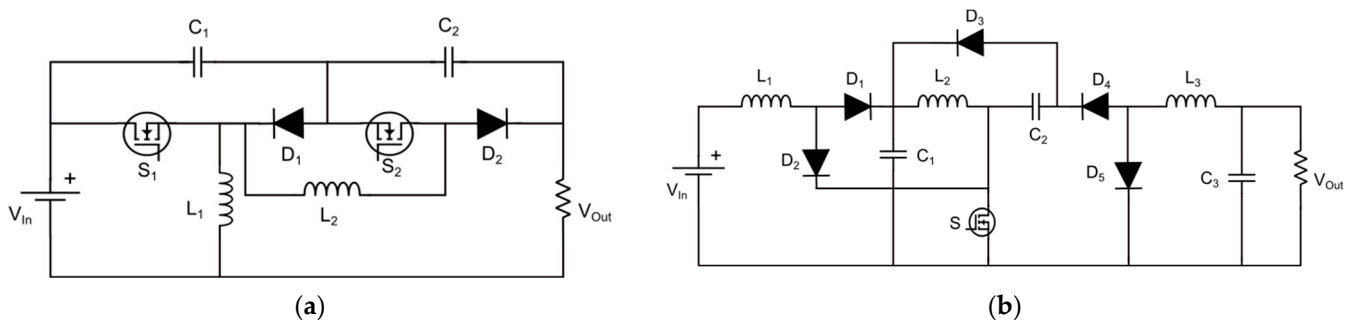 C1 C2
S1 D1 S2 D2
+
VIn L1 L2 VOut
(a)
D3
L1 D1 L2 D4 L3
C2
+ D2 C1 D5 C3
VIn S VOut
(b)